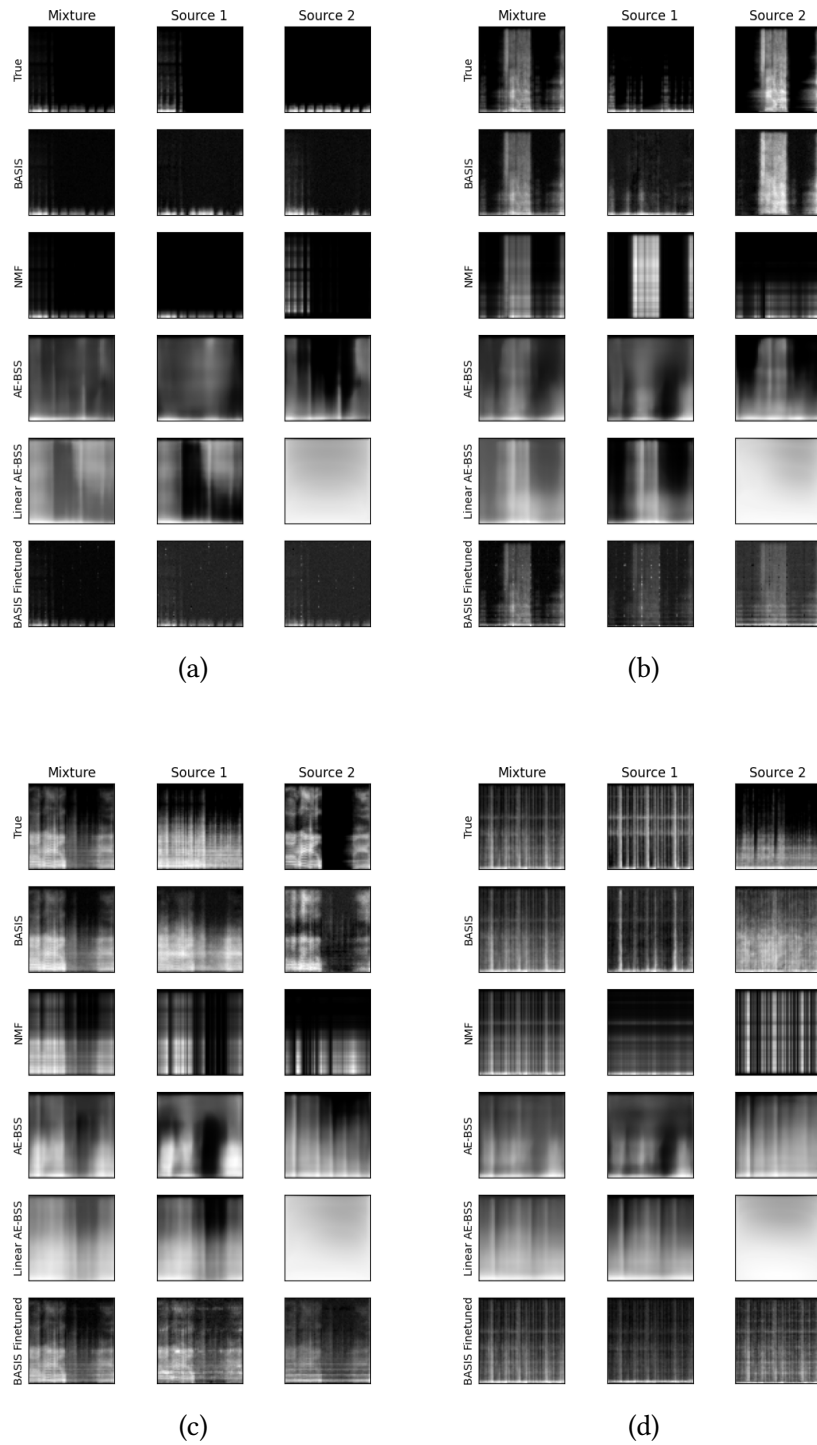 Mixture Source 1 Source 2
True
BASIS
NMF
AE-BSS
Linear AE-BSS
BASIS Finetuned
(a)
Mixture Source 1 Source 2
True
BASIS
NMF
AE-BSS
Linear AE-BSS
BASIS Finetuned
(b)
Mixture Source 1 Source 2
True
BASIS
NMF
AE-BSS
Linear AE-BSS
BASIS Finetuned
(c)
Mixture Source 1 Source 2
True
BASIS
NMF
AE-BSS
Linear AE-BSS
BASIS Finetuned
(d)